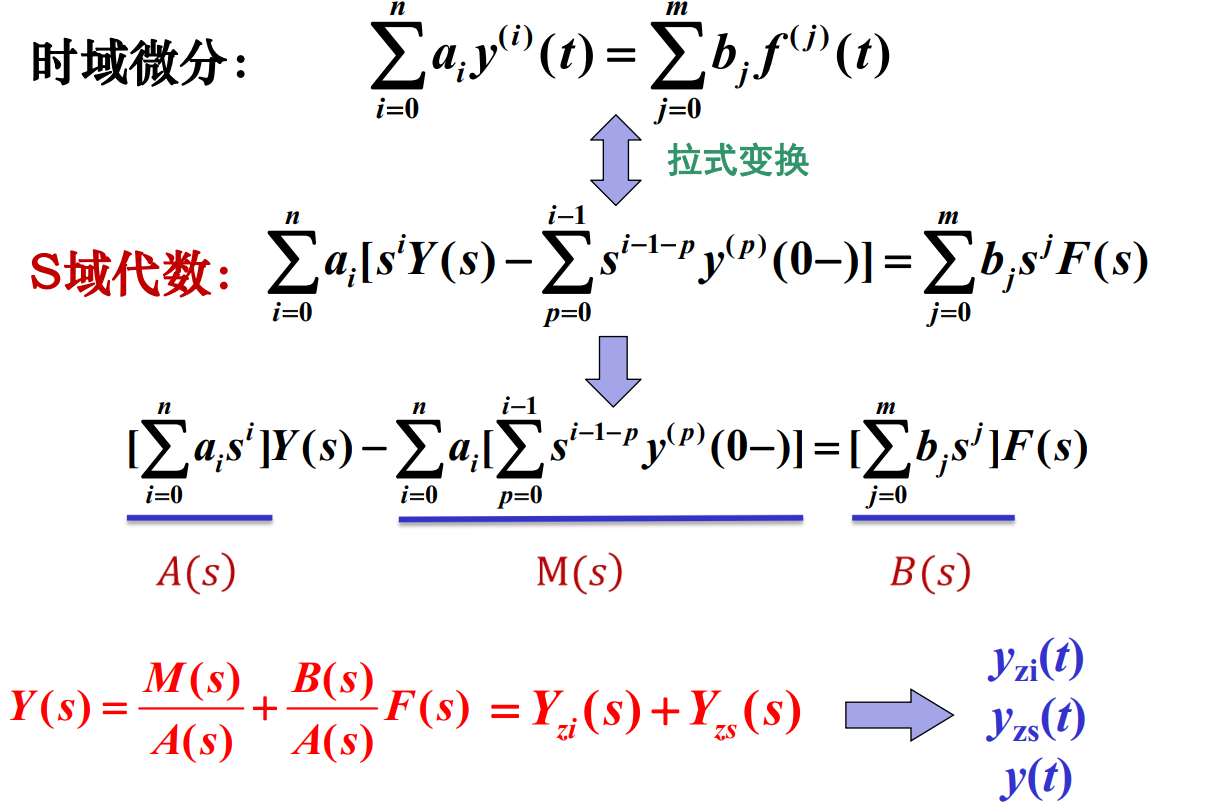 时域微分: $\sum_{i=0}^{n} a_i y^{(i)}(t) = \sum_{j=0}^{m} b_j f^{(j)}(t)$
拉式变换
S域代数: $\sum_{i=0}^{n} a_i [s^i Y(s) - \sum_{p=0}^{i-1} s^{i-1-p} y^{(p)}(0-)] = \sum_{j=0}^{m} b_j s^j F(s)$
$[\sum_{i=0}^{n} a_i s^i] Y(s) - \sum_{i=0}^{n} a_i [\sum_{p=0}^{i-1} s^{i-1-p} y^{(p)}(0-)] = [\sum_{j=0}^{m} b_j s^j] F(s)$
A(s) M(s) B(s)
$Y(s) = \frac{M(s)}{A(s)} + \frac{B(s)}{A(s)} F(s) = Y_{zi}(s) + Y_{zs}(s)$
$y_{zi}(t)$
$y_{zs}(t)$
$y(t)$